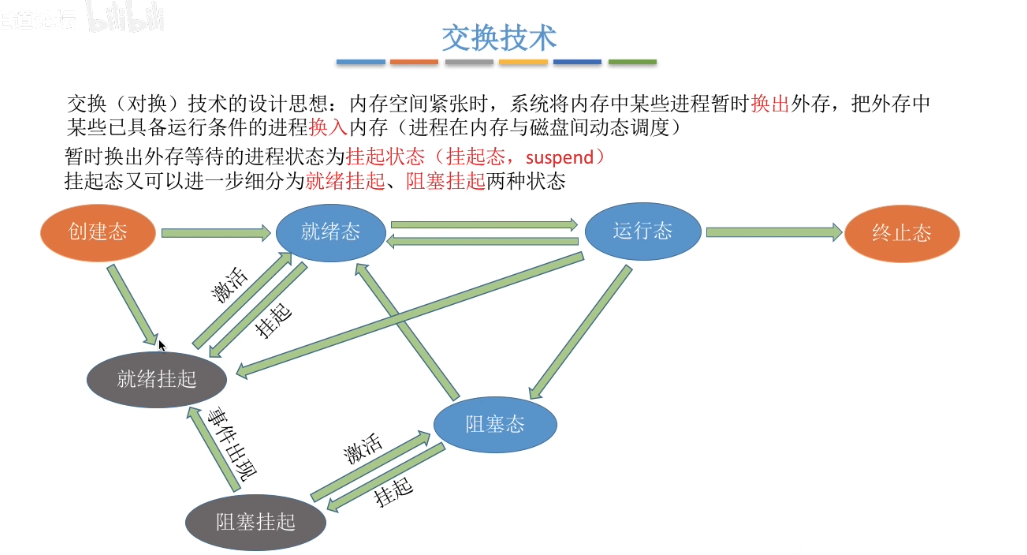 bilibili
交换技术
交换（对换）技术的设计思想：内存空间紧张时，系统将内存中某些进程暂时换出外存，把外存中
某些已具备运行条件的进程换入内存（进程在内存与磁盘间动态调度）
暂时换出外存等待的进程状态为挂起状态（挂起态，suspend）
挂起态又可以进一步细分为就绪挂起、阻塞挂起两种状态
创建态
就绪态
运行态
终止态
激活
挂起
就绪挂起
事件出现
阻塞态
激活
挂起
阻塞挂起